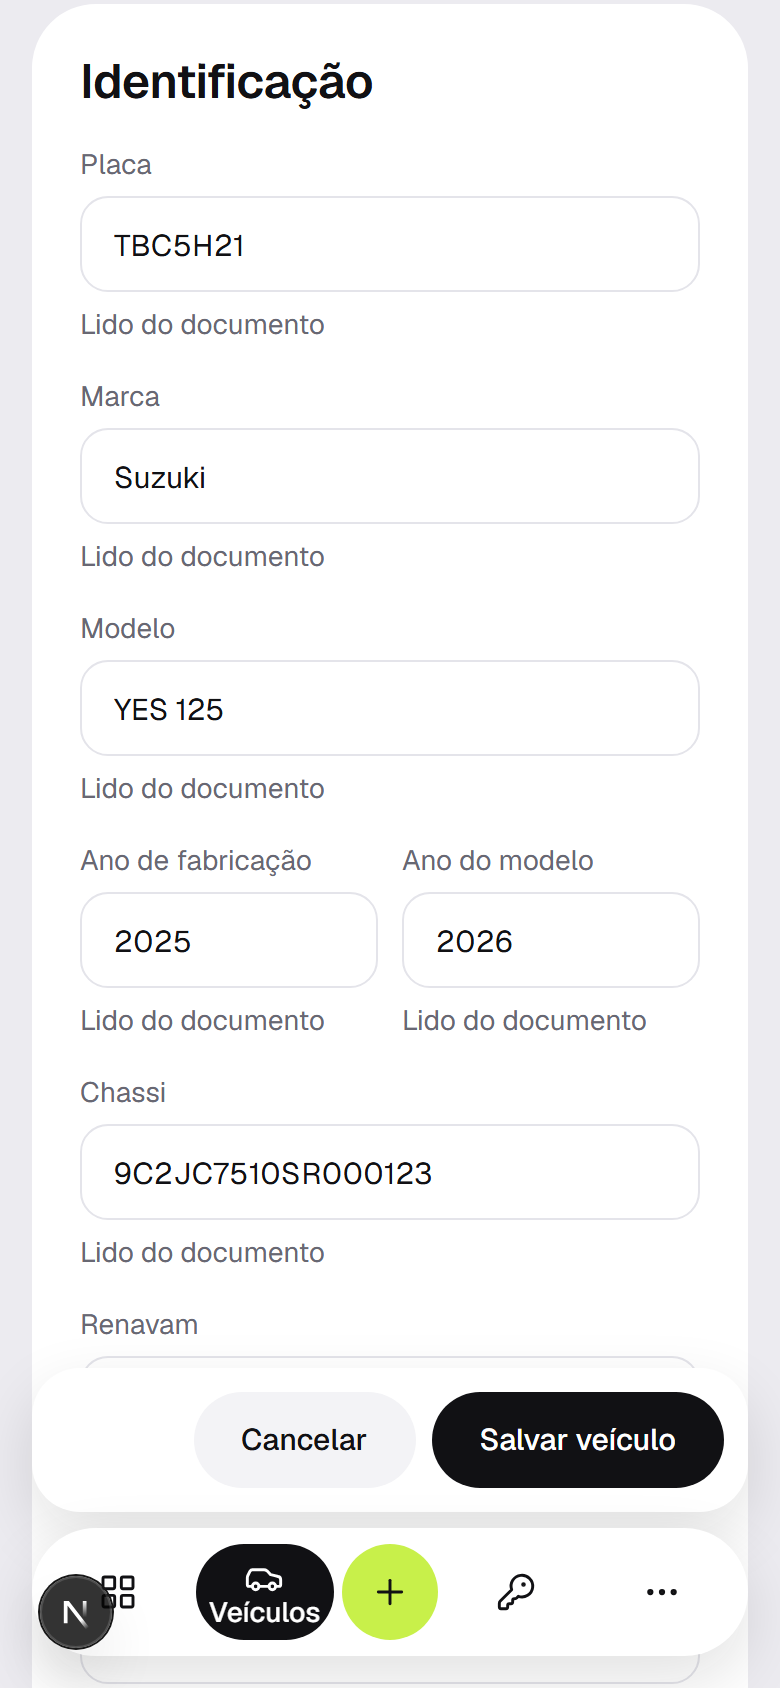 Identificação
Placa
TBC5H21
Lido do documento
Marca
Suzuki
Lido do documento
Modelo
YES 125
Lido do documento
Ano de fabricação Ano do modelo
2025 2026
Lido do documento Lido do documento
Chassi
9C2JC7510SR000123
Lido do documento
Renavam
Cancelar Salvar veículo
N
Veículos